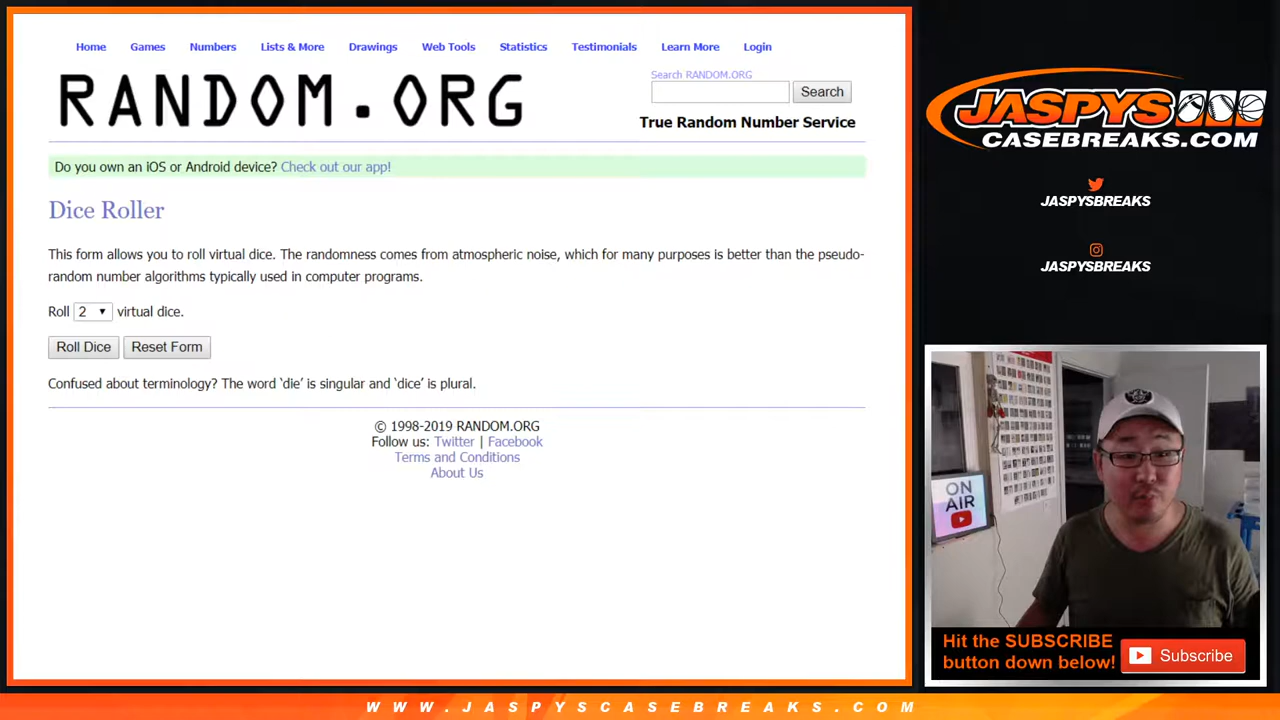 Home Games Numbers Lists & More Drawings Web Tools Statistics Testimonials Learn More Login
RANDOM.ORG
Search RANDOM.ORG
Search
True Random Number Service
Do you own an iOS or Android device? Check out our app!
Dice Roller
This form allows you to roll virtual dice. The randomness comes from atmospheric noise, which for many purposes is better than the pseudo-
random number algorithms typically used in computer programs.
Roll 2 virtual dice.
Roll Dice Reset Form
Confused about terminology? The word ‘die’ is singular and ‘dice’ is plural.
© 1998-2019 RANDOM.ORG
Follow us: Twitter | Facebook
Terms and Conditions
About Us
JASPYS
CASEBREAKS.COM
JASPYSBREAKS
JASPYSBREAKS
ON
AIR
Hit the SUBSCRIBE
button down below!
Subscribe
WWW.JASPYSCASEBREAKS.COM